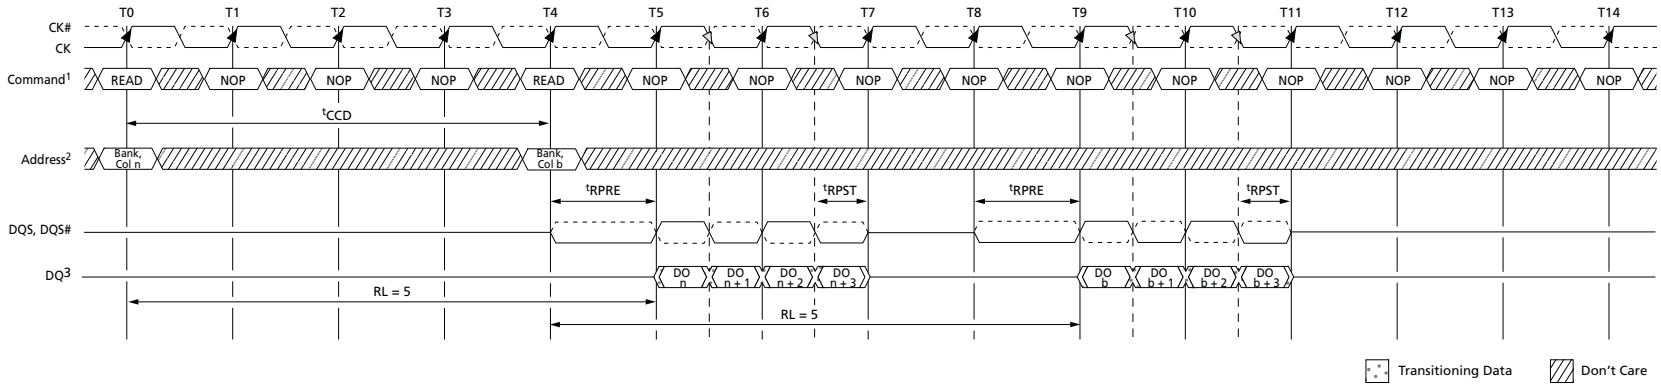 T0 T1 T2 T3 T4 T5 T6 T7 T8 T9 T10 T11 T12 T13 T14
CK#
CK
Command1 READ NOP NOP NOP READ NOP NOP NOP NOP NOP NOP NOP NOP NOP NOP
tCCD
Address2 Bank, Col n Bank, Col b
tRPRE tRPST tRPRE tRPST
DQS, DQS#
DQ3 DO n DO n + 1 DO n + 2 DO n + 3 DO b DO b + 1 DO b + 2 DO b + 3
RL = 5
RL = 5
Transitioning Data Don't Care